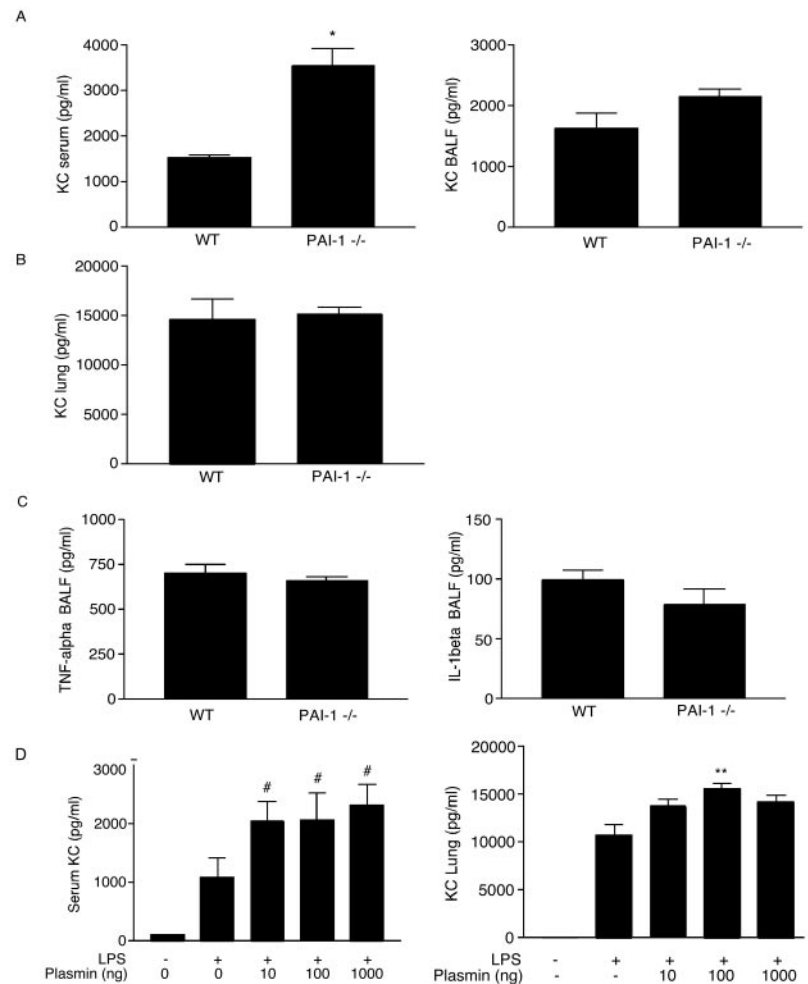 A
KC serum (pg/ml)
4000
3000
2000
1000
0
*
WT PAI-1 -/-
KC BALF (pg/ml)
3000
2000
1000
0
WT PAI-1 -/-
B
KC lung (pg/ml)
20000
15000
10000
5000
0
WT PAI-1 -/-
C
TNF-alpha BALF (pg/ml)
1000
750
500
250
0
WT PAI-1 -/-
IL-1beta BALF (pg/ml)
150
100
50
0
WT PAI-1 -/-
D
Serum KC (pg/ml)
3000
2000
1000
0
# # #
LPS - + + + +
Plasmin (ng) 0 0 10 100 1000
KC Lung (pg/ml)
20000
15000
10000
5000
0
**
LPS - + + + +
Plasmin (ng) - - 10 100 1000